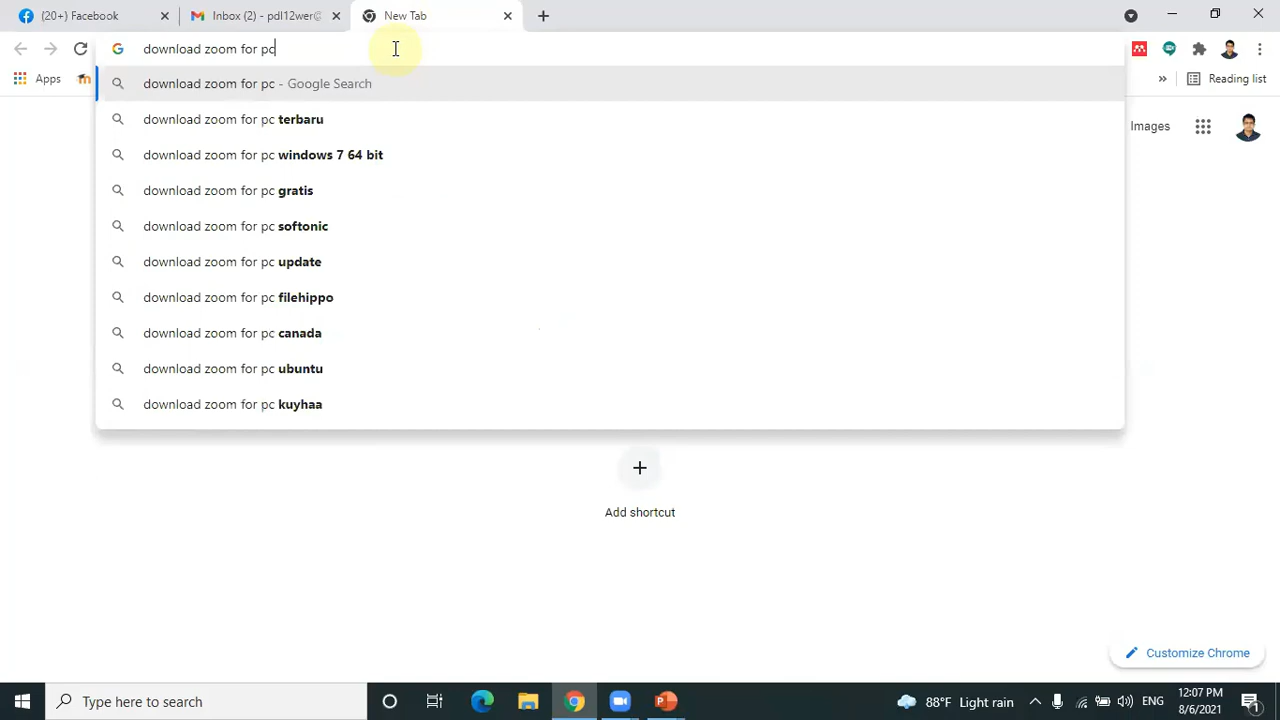 (20+) Facebook
Inbox (2) - pdl12wer@
New Tab
download zoom for pc
Apps
Reading list
download zoom for pc - Google Search
download zoom for pc terbaru
Images
download zoom for pc windows 7 64 bit
download zoom for pc gratis
download zoom for pc softonic
download zoom for pc update
download zoom for pc filehippo
download zoom for pc canada
download zoom for pc ubuntu
download zoom for pc kuyhaa
Add shortcut
Customize Chrome
Type here to search
88°F Light rain
ENG
12:07 PM
8/6/2021